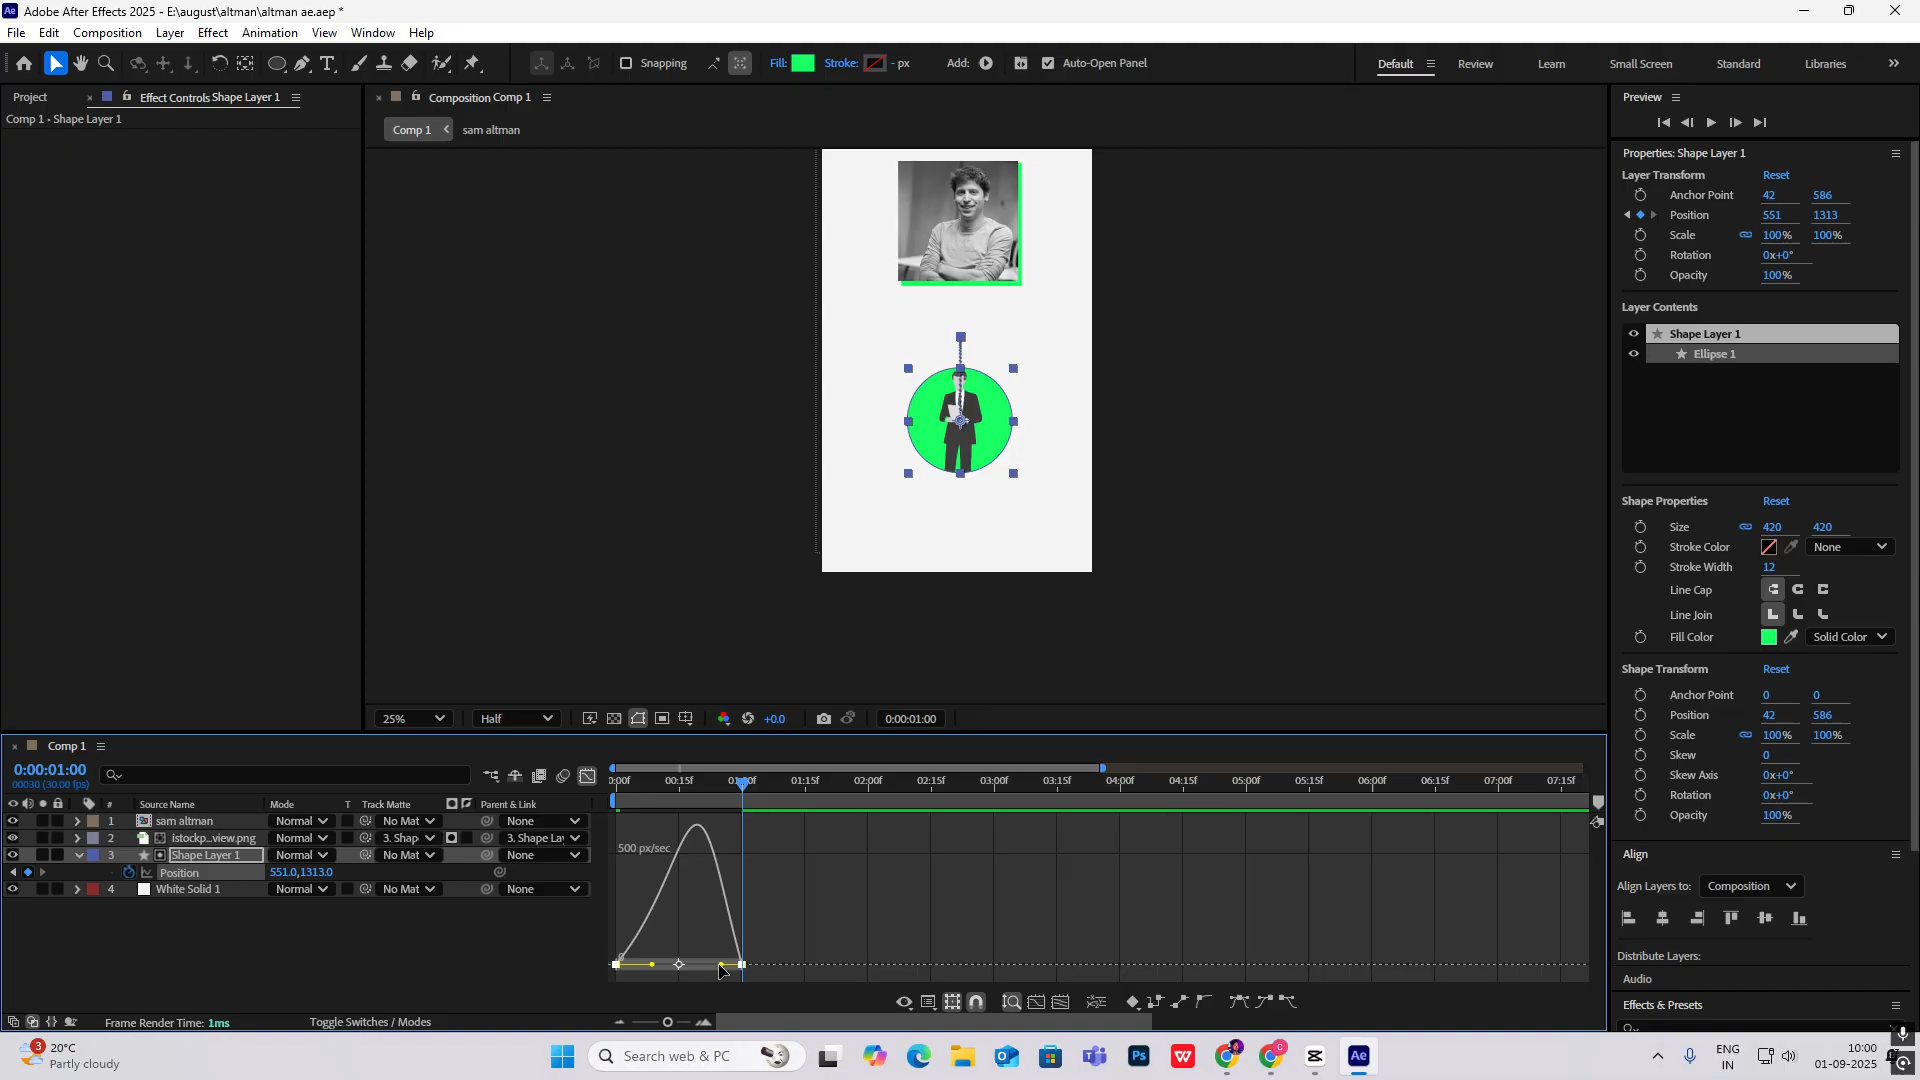 Adobe After Effects 2025 - E:\august\altman\altman ae.aep *
File Edit Composition Layer Effect Animation View Window Help
Snapping Fill: Stroke: - px Add: Auto-Open Panel Default Review Learn Small Screen Standard Libraries
Project Effect Controls Shape Layer 1 Composition Comp 1 Preview
Comp 1 • Shape Layer 1
Comp 1 sam altman
Properties: Shape Layer 1
Layer Transform Reset
Anchor Point 42 586
Position 551 1313
Scale 100% 100%
Rotation 0x+0°
Opacity 100%
Layer Contents
Shape Layer 1
Ellipse 1
Shape Properties Reset
Size 420 420
Stroke Color None
Stroke Width 12
Line Cap
Line Join
Fill Color Solid Color
Shape Transform Reset
Anchor Point 0 0
Position 42 586
Scale 100% 100%
Skew 0
Skew Axis 0x+0°
Rotation 0x+0°
Opacity 100%
25% Half +0.0 0:00:01:00
Comp 1
0:00:01:00
00030 (30.00 fps)
:00f 00:15f 01:00f 01:15f 02:00f 02:15f 03:00f 03:15f 04:00f 04:15f 05:00f 05:15f 06:00f 06:15f 07:00f 07:15f
# Source Name Mode T Track Matte Parent & Link
1 sam altman Normal No Mat None
2 istockp...view.png Normal 3. Shap 3. Shape Lay
3 Shape Layer 1 Normal No Mat None
Position 551.0,1313.0
4 White Solid 1 Normal No Mat None
500 px/sec
0
Align
Align Layers to: Composition
Distribute Layers:
Audio
Effects & Presets
Frame Render Time: 1ms Toggle Switches / Modes
3 20°C
Partly cloudy
Search web & PC
Ps W Ae
ENG
IN
10:00
01-09-2025